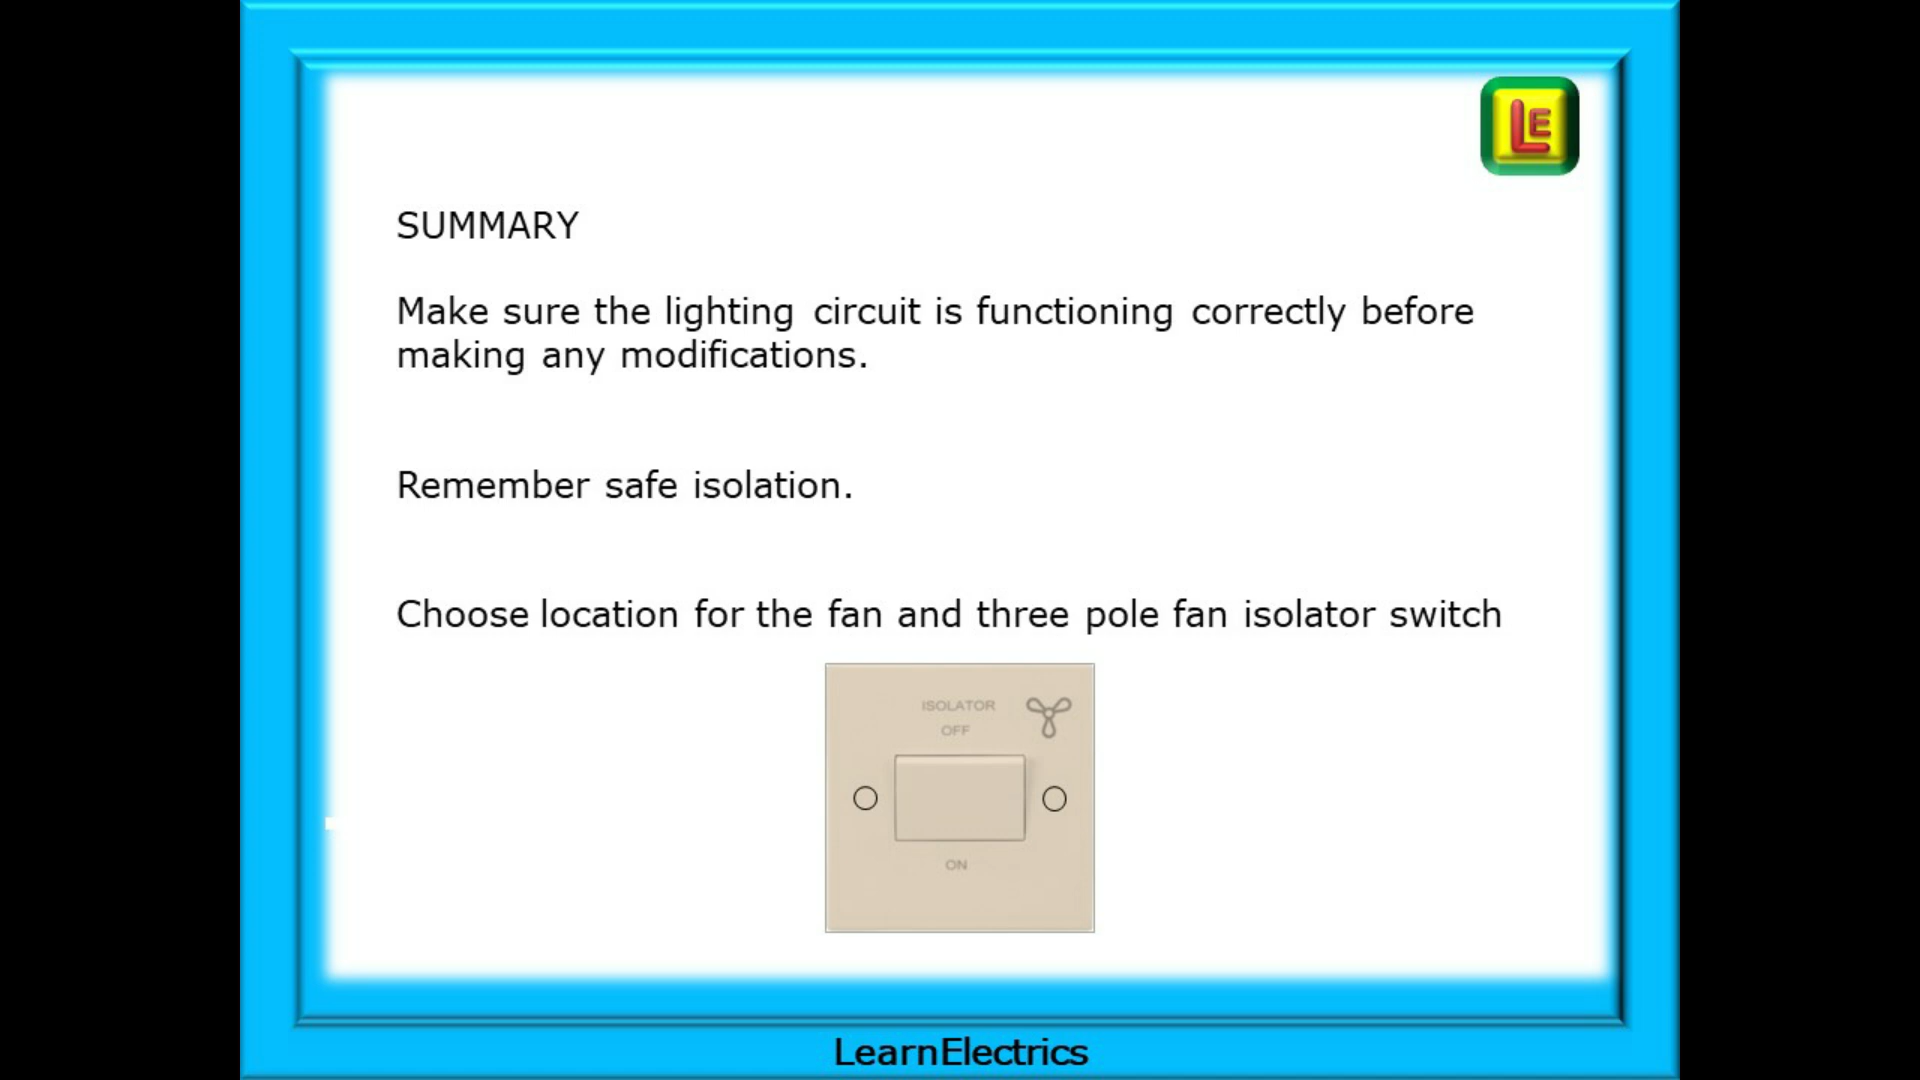 LE
SUMMARY
Make sure the lighting circuit is functioning correctly before
making any modifications.
Remember safe isolation.
Choose location for the fan and three pole fan isolator switch
ISOLATOR
OFF
ON
LearnElectrics